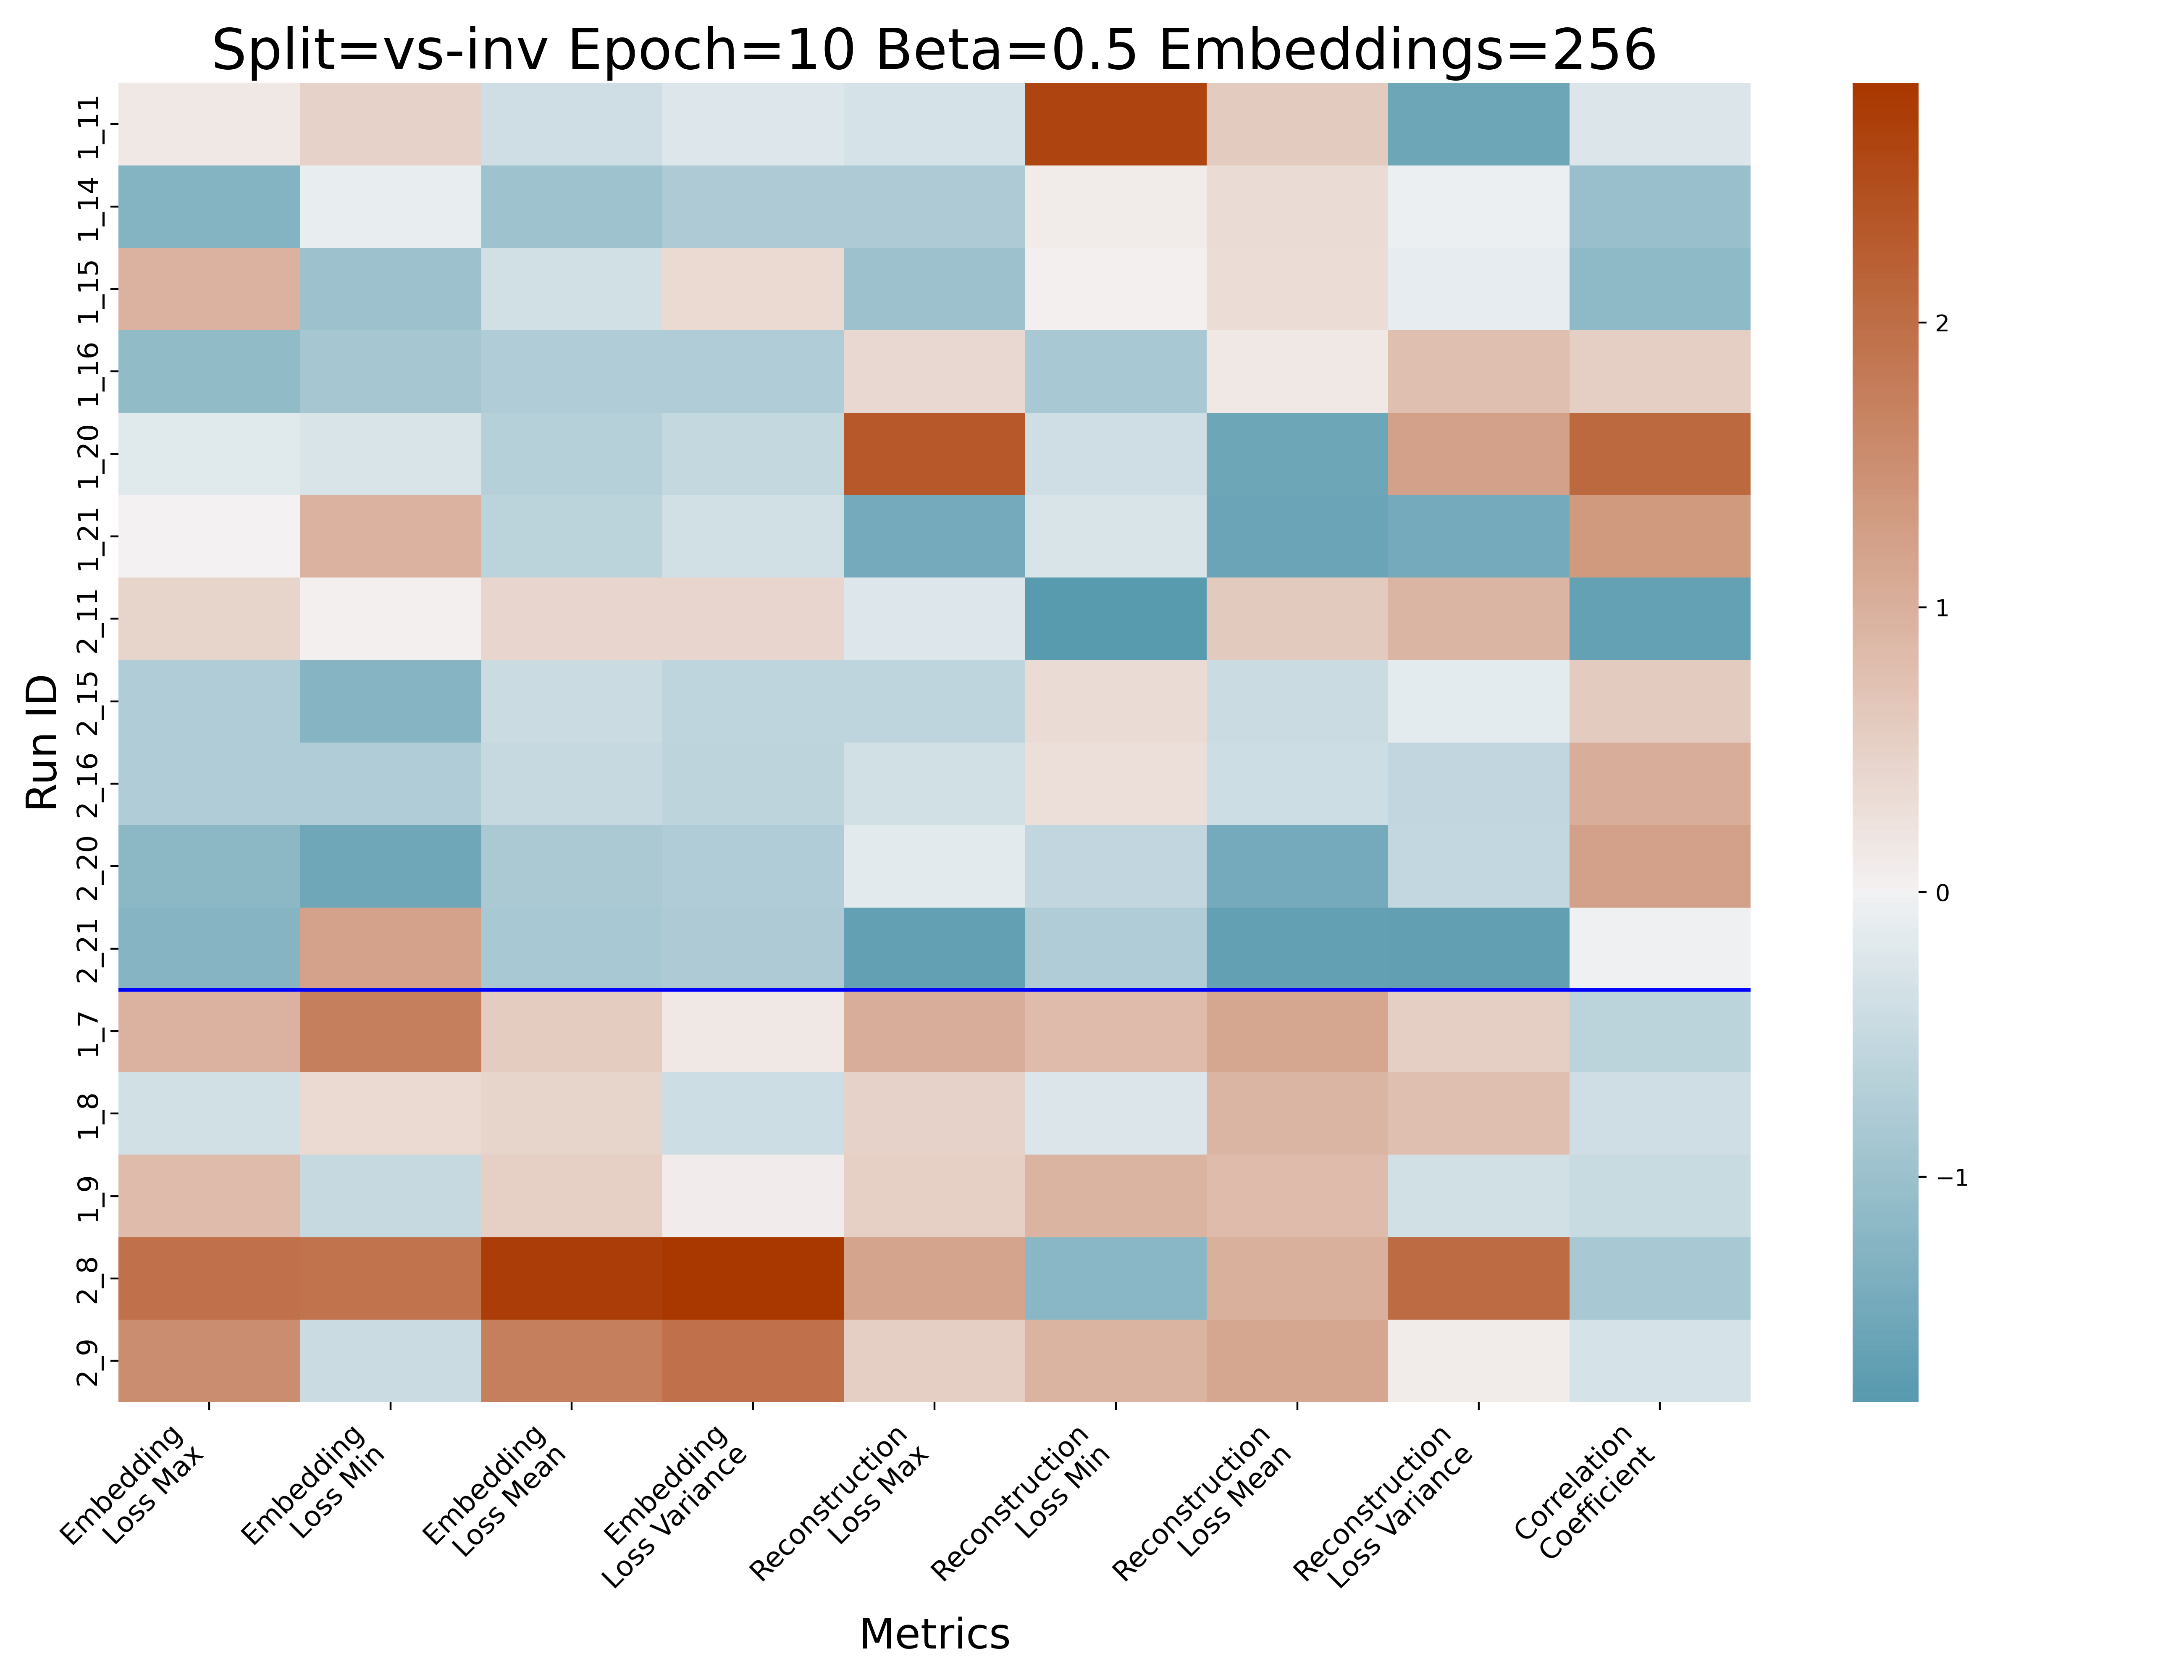 Split=vs-inv Epoch=10 Beta=0.5 Embeddings=256
Run ID
1_11
1_14
1_15
1_16
1_20
1_21
2_11
2_15
2_16
2_20
2_21
1_7
1_8
1_9
2_8
2_9
2
1
0
−1
Embedding
Loss Max
Embedding
Loss Min
Embedding
Loss Mean
Embedding
Loss Variance
Reconstruction
Loss Max
Reconstruction
Loss Min
Reconstruction
Loss Mean
Reconstruction
Loss Variance
Correlation
Coefficient
Metrics